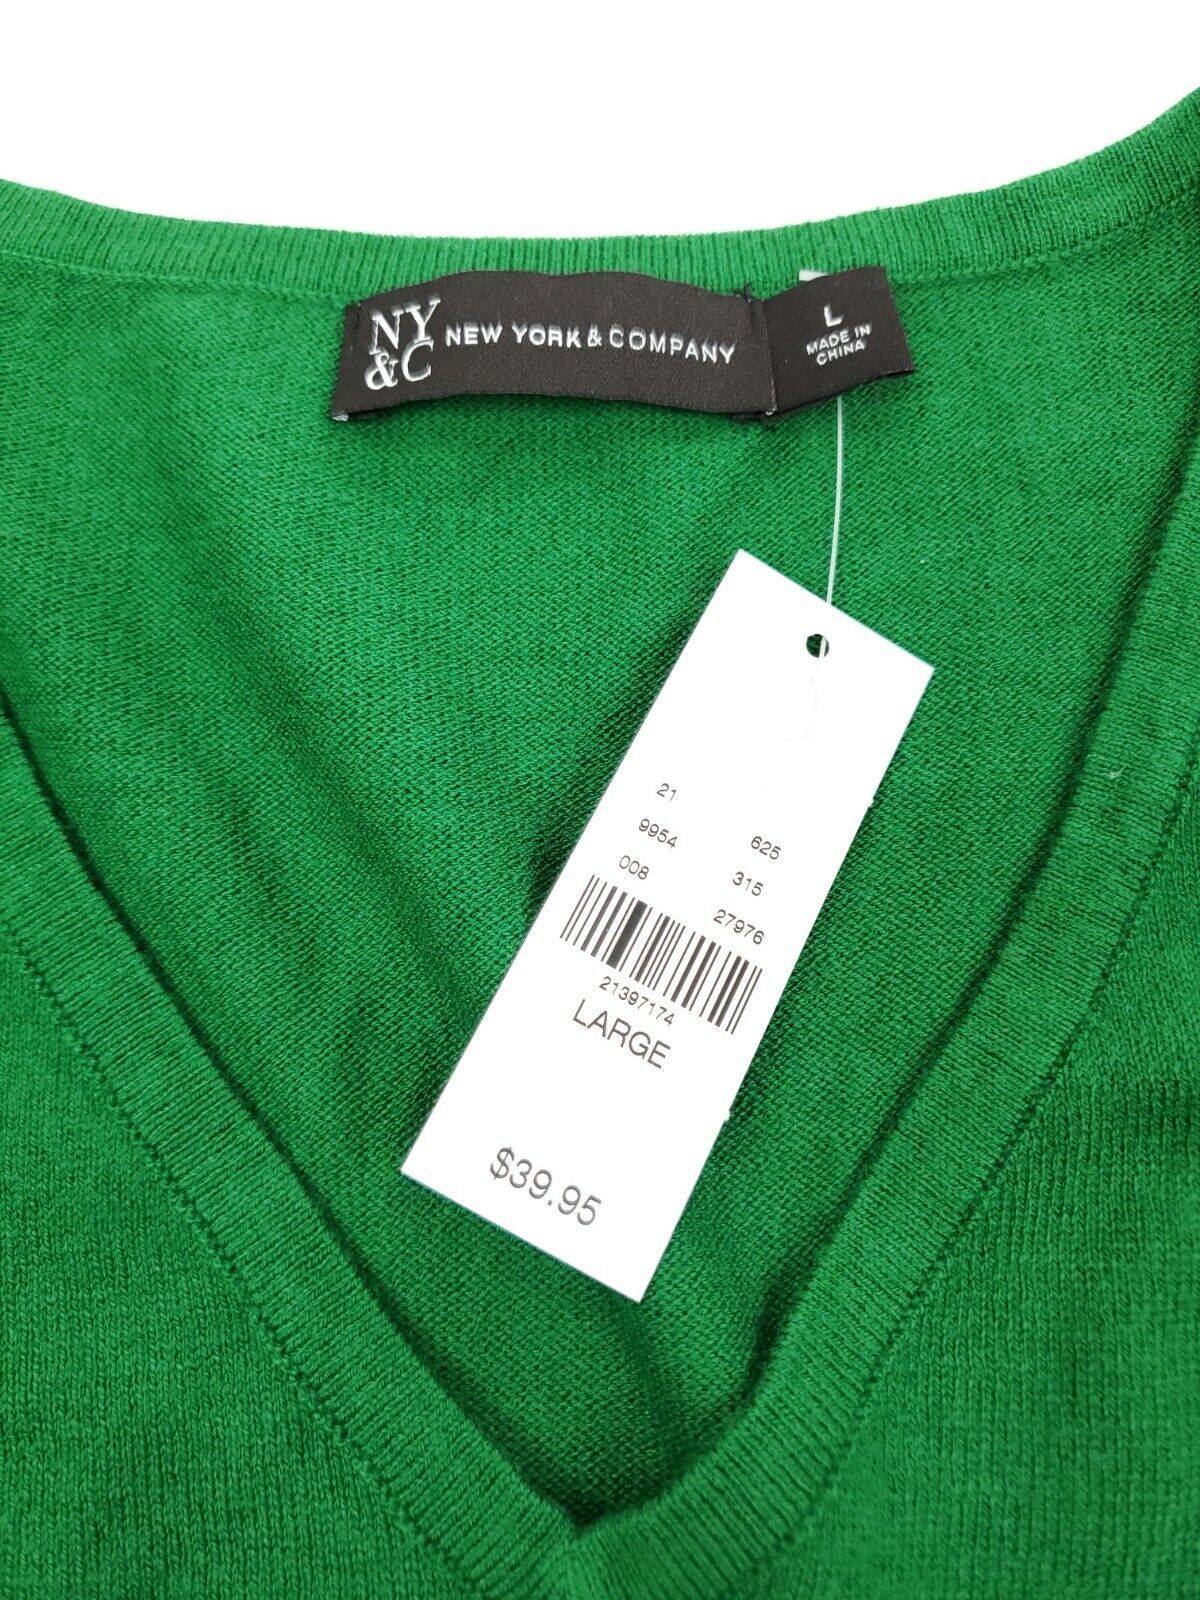 NY
&C
NEW YORK & COMPANY
L
MADE IN
CHINA
21
9954 625
008 315
27976
21397174
LARGE
$39.95